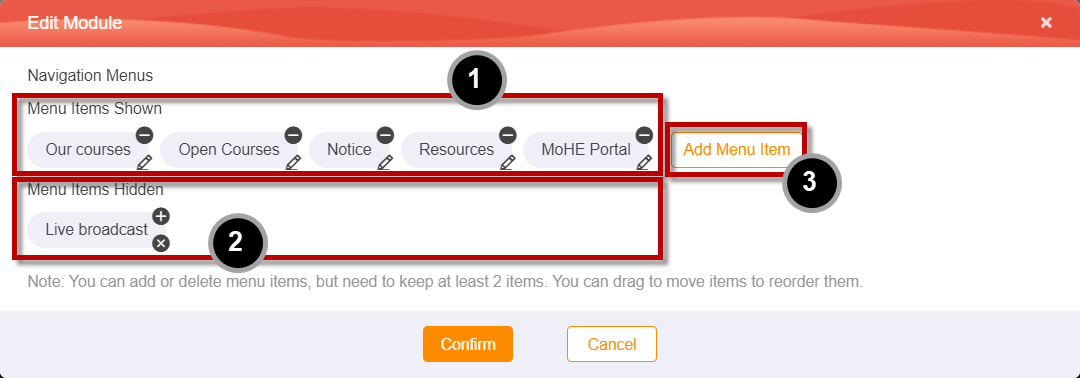 Edit Module
Navigation Menus
1
Menu Items Shown
Our courses Open Courses Notice Resources MoHE Portal Add Menu Item
3
Menu Items Hidden
Live broadcast
2
Note: You can add or delete menu items, but need to keep at least 2 items. You can drag to move items to reorder them.
Confirm Cancel